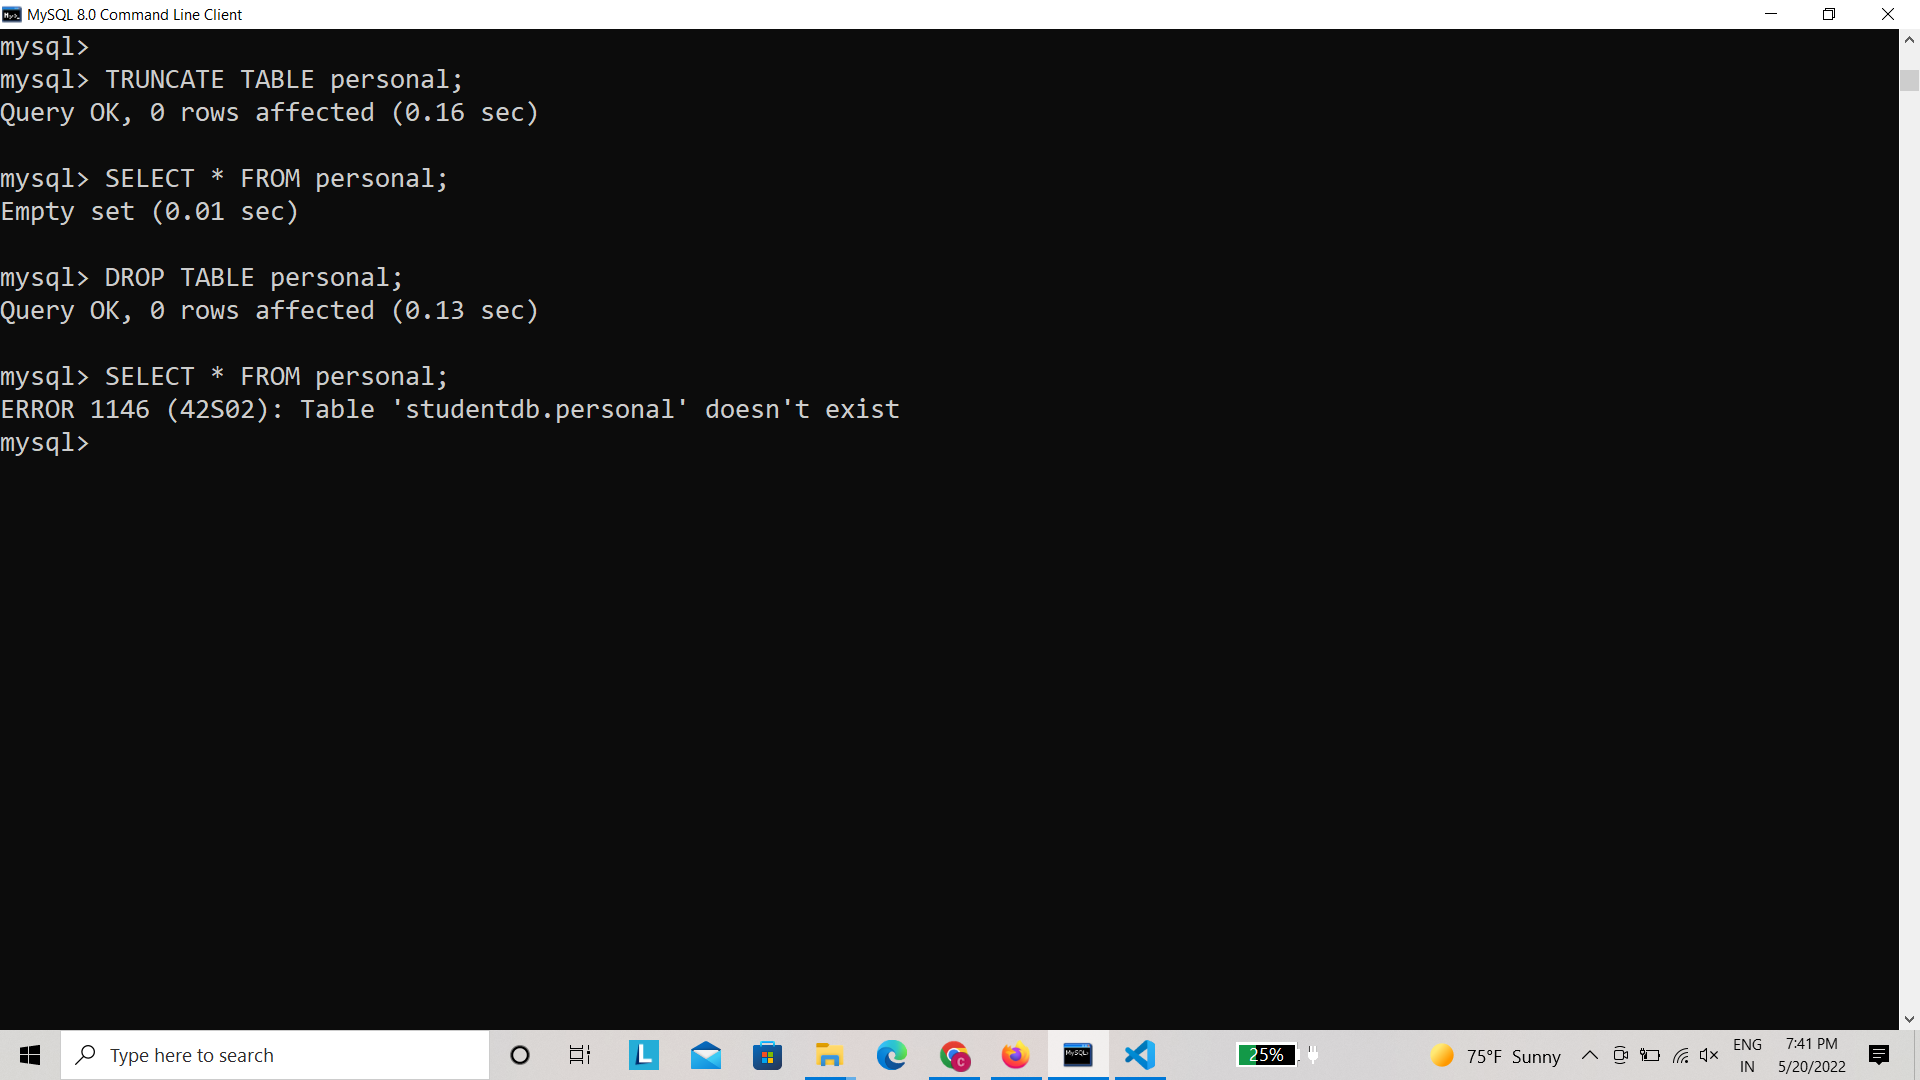 MySQL 8.0 Command Line Client
mysql>
mysql> TRUNCATE TABLE personal;
Query OK, 0 rows affected (0.16 sec)
mysql> SELECT * FROM personal;
Empty set (0.01 sec)
mysql> DROP TABLE personal;
Query OK, 0 rows affected (0.13 sec)
mysql> SELECT * FROM personal;
ERROR 1146 (42S02): Table 'studentdb.personal' doesn't exist
mysql>
Type here to search
L
C
MySQL
25%
75°F Sunny
ENG
IN
7:41 PM
5/20/2022